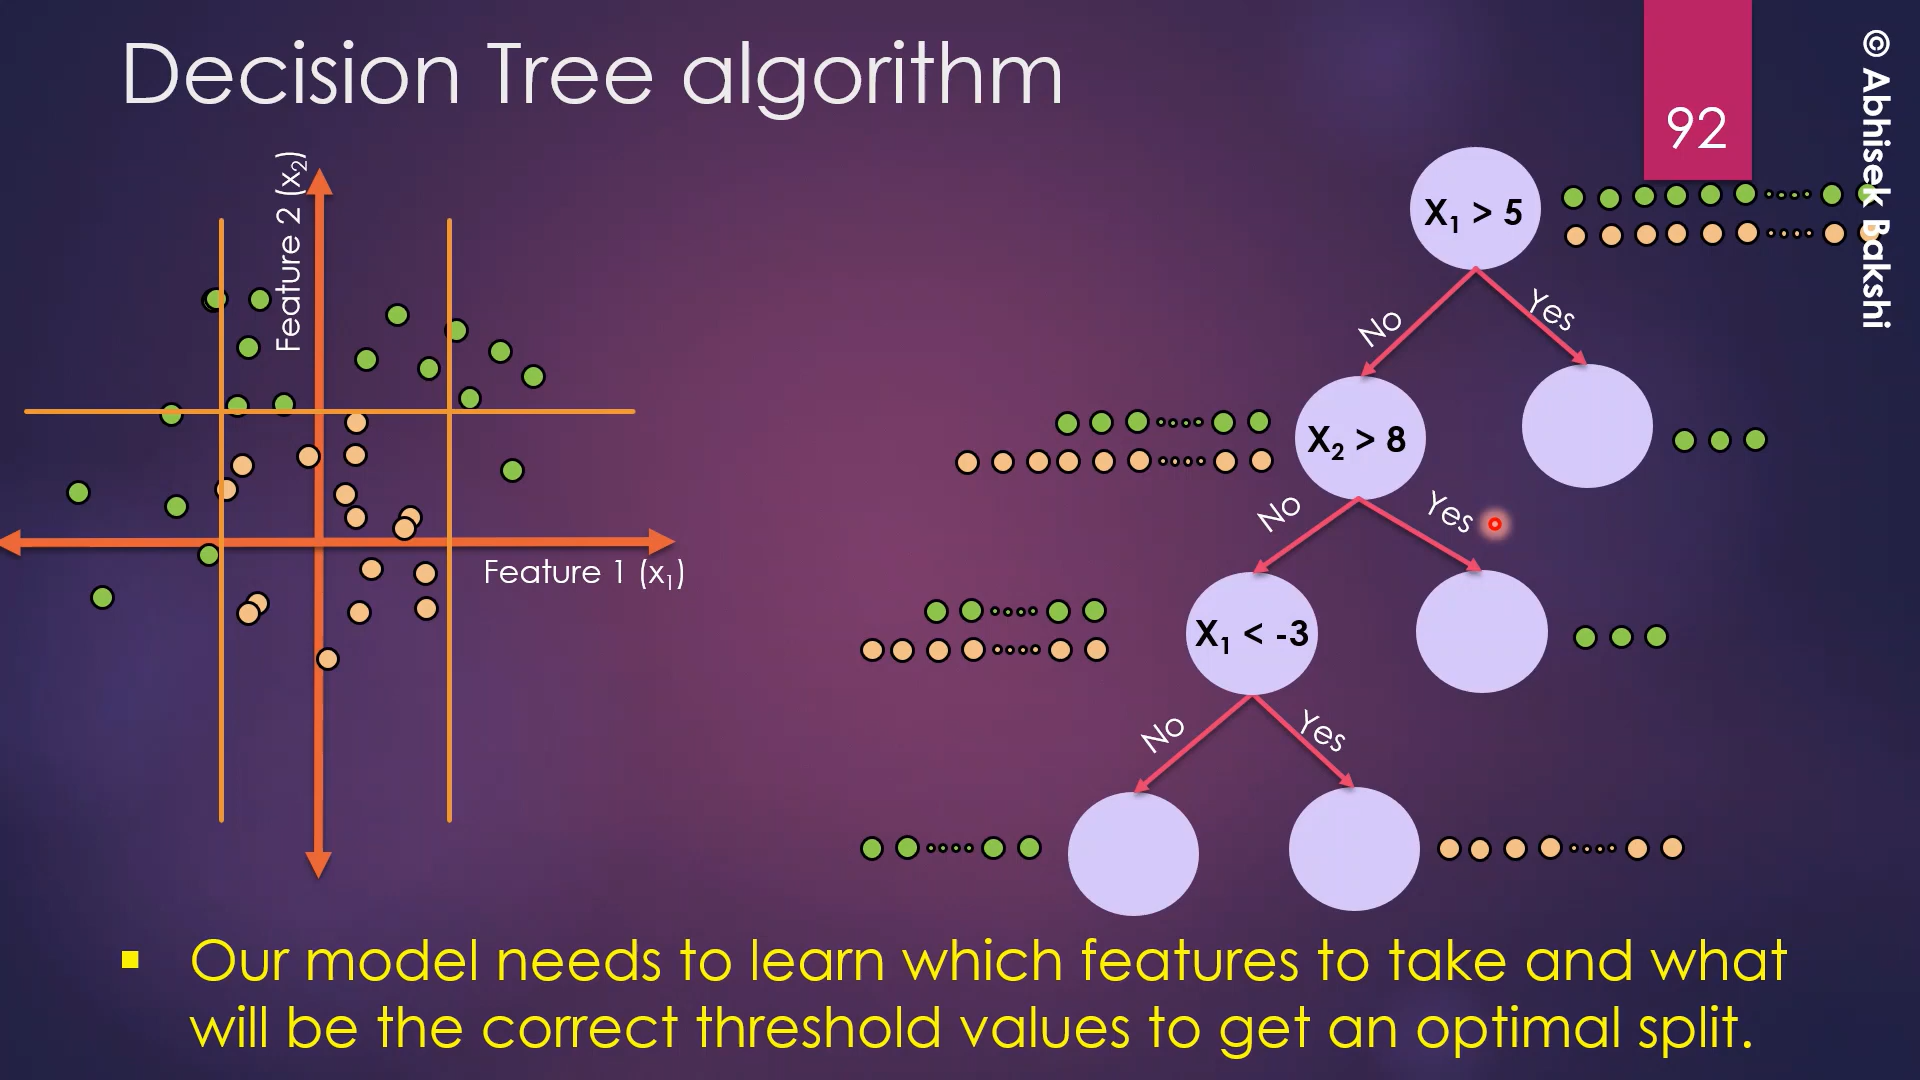 Decision Tree algorithm
92
© Abhisek Bakshi
Feature 2 (x₂)
Feature 1 (x₁)
X₁ > 5
No
Yes
X₂ > 8
No
Yes
X₁ < -3
No
Yes
▪ Our model needs to learn which features to take and what
will be the correct threshold values to get an optimal split.